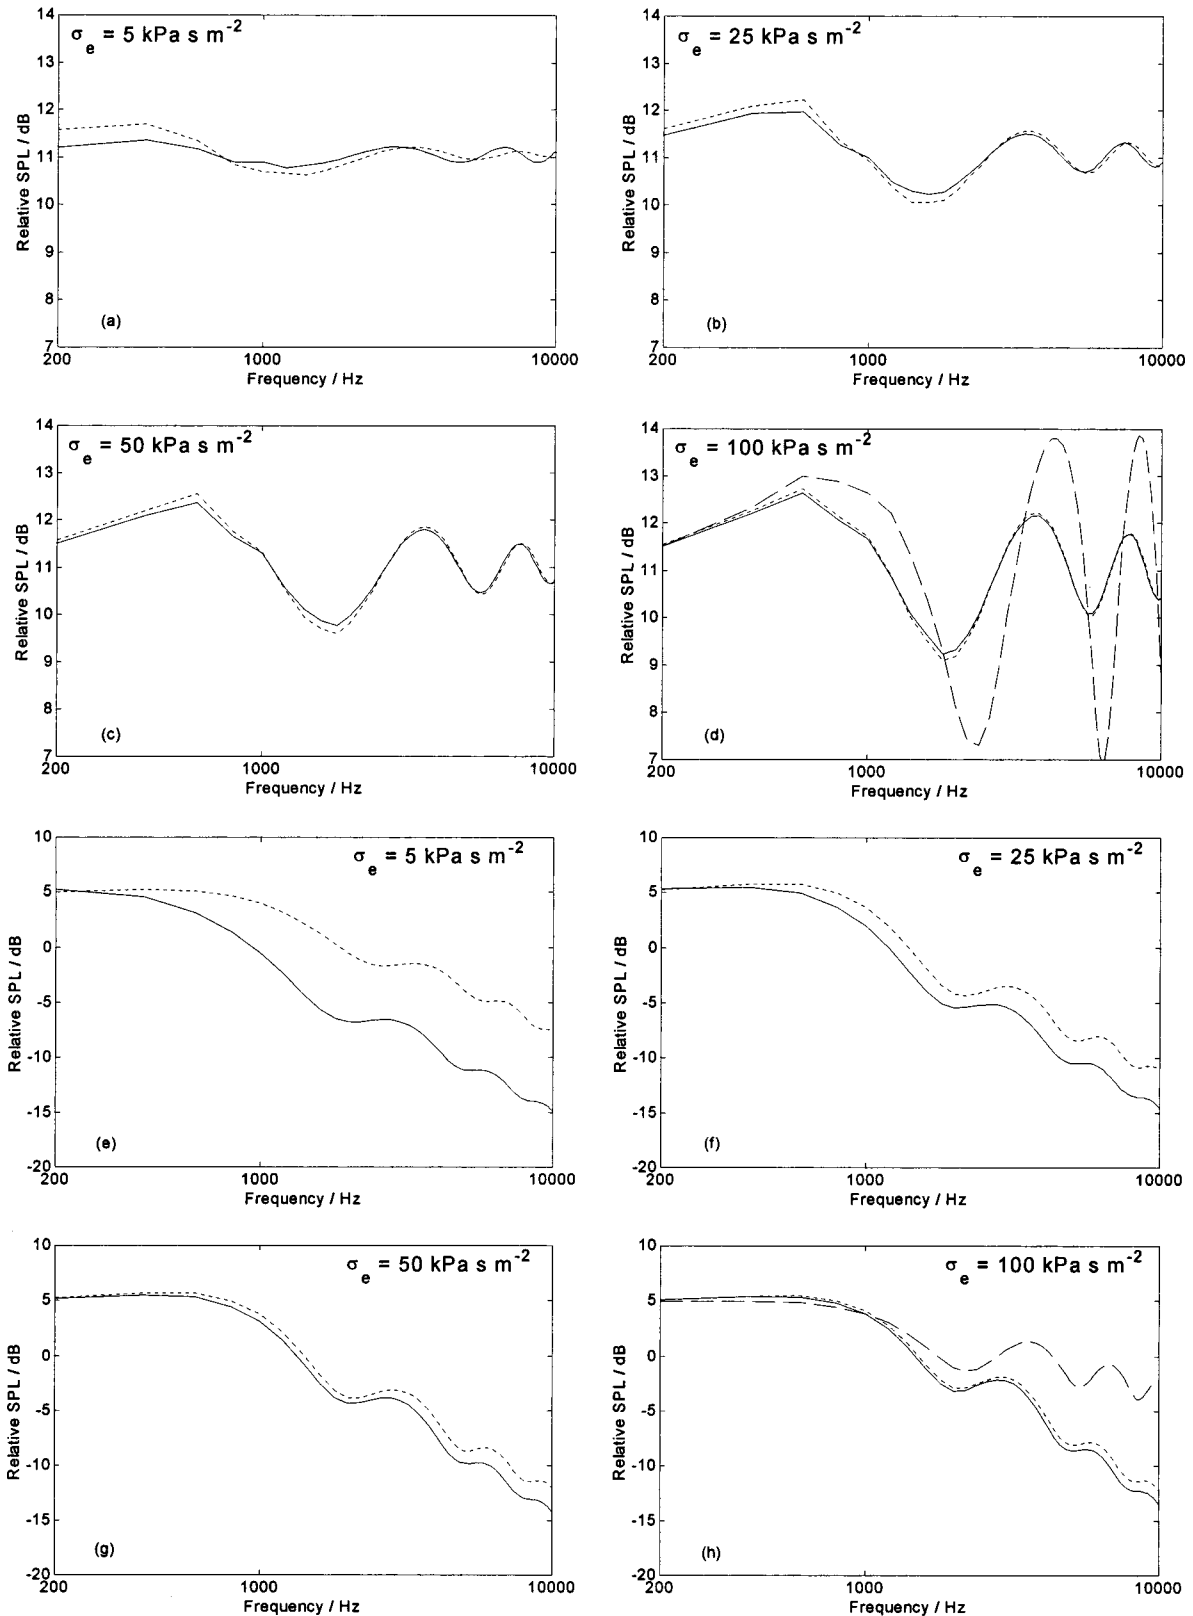 σe = 5 kPa s m-2
14
13
12
11
10
9
8
7
Relative SPL / dB
(a)
200
1000
10000
Frequency / Hz
σe = 25 kPa s m-2
14
13
12
11
10
9
8
7
Relative SPL / dB
(b)
200
1000
10000
Frequency / Hz
σe = 50 kPa s m-2
14
13
12
11
10
9
8
7
Relative SPL / dB
(c)
200
1000
10000
Frequency / Hz
σe = 100 kPa s m-2
14
13
12
11
10
9
8
7
Relative SPL / dB
(d)
200
1000
10000
Frequency / Hz
σe = 5 kPa s m-2
10
5
0
-5
-10
-15
-20
Relative SPL / dB
(e)
200
1000
10000
Frequency / Hz
σe = 25 kPa s m-2
10
5
0
-5
-10
-15
-20
Relative SPL / dB
(f)
200
1000
10000
Frequency / Hz
σe = 50 kPa s m-2
10
5
0
-5
-10
-15
-20
Relative SPL / dB
(g)
200
1000
10000
Frequency / Hz
σe = 100 kPa s m-2
10
5
0
-5
-10
-15
-20
Relative SPL / dB
(h)
200
1000
10000
Frequency / Hz